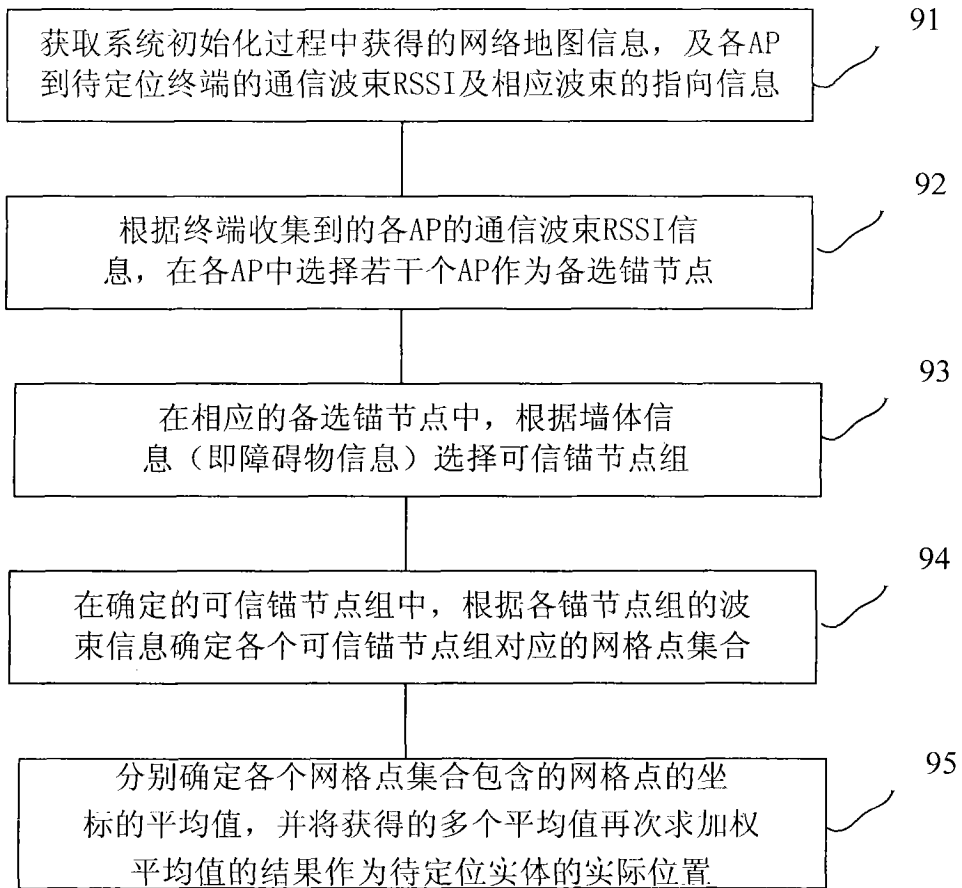 91
获取系统初始化过程中获得的网络地图信息，及各AP
到待定位终端的通信波束RSSI及相应波束的指向信息
92
根据终端收集到的各AP的通信波束RSSI信
息，在各AP中选择若干个AP作为备选锚节点
93
在相应的备选锚节点中，根据墙体信
息（即障碍物信息）选择可信锚节点组
94
在确定的可信锚节点组中，根据各锚节点组的波
束信息确定各个可信锚节点组对应的网格点集合
95
分别确定各个网格点集合包含的网格点的坐
标的平均值，并将获得的多个平均值再次求加权
平均值的结果作为待定位实体的实际位置